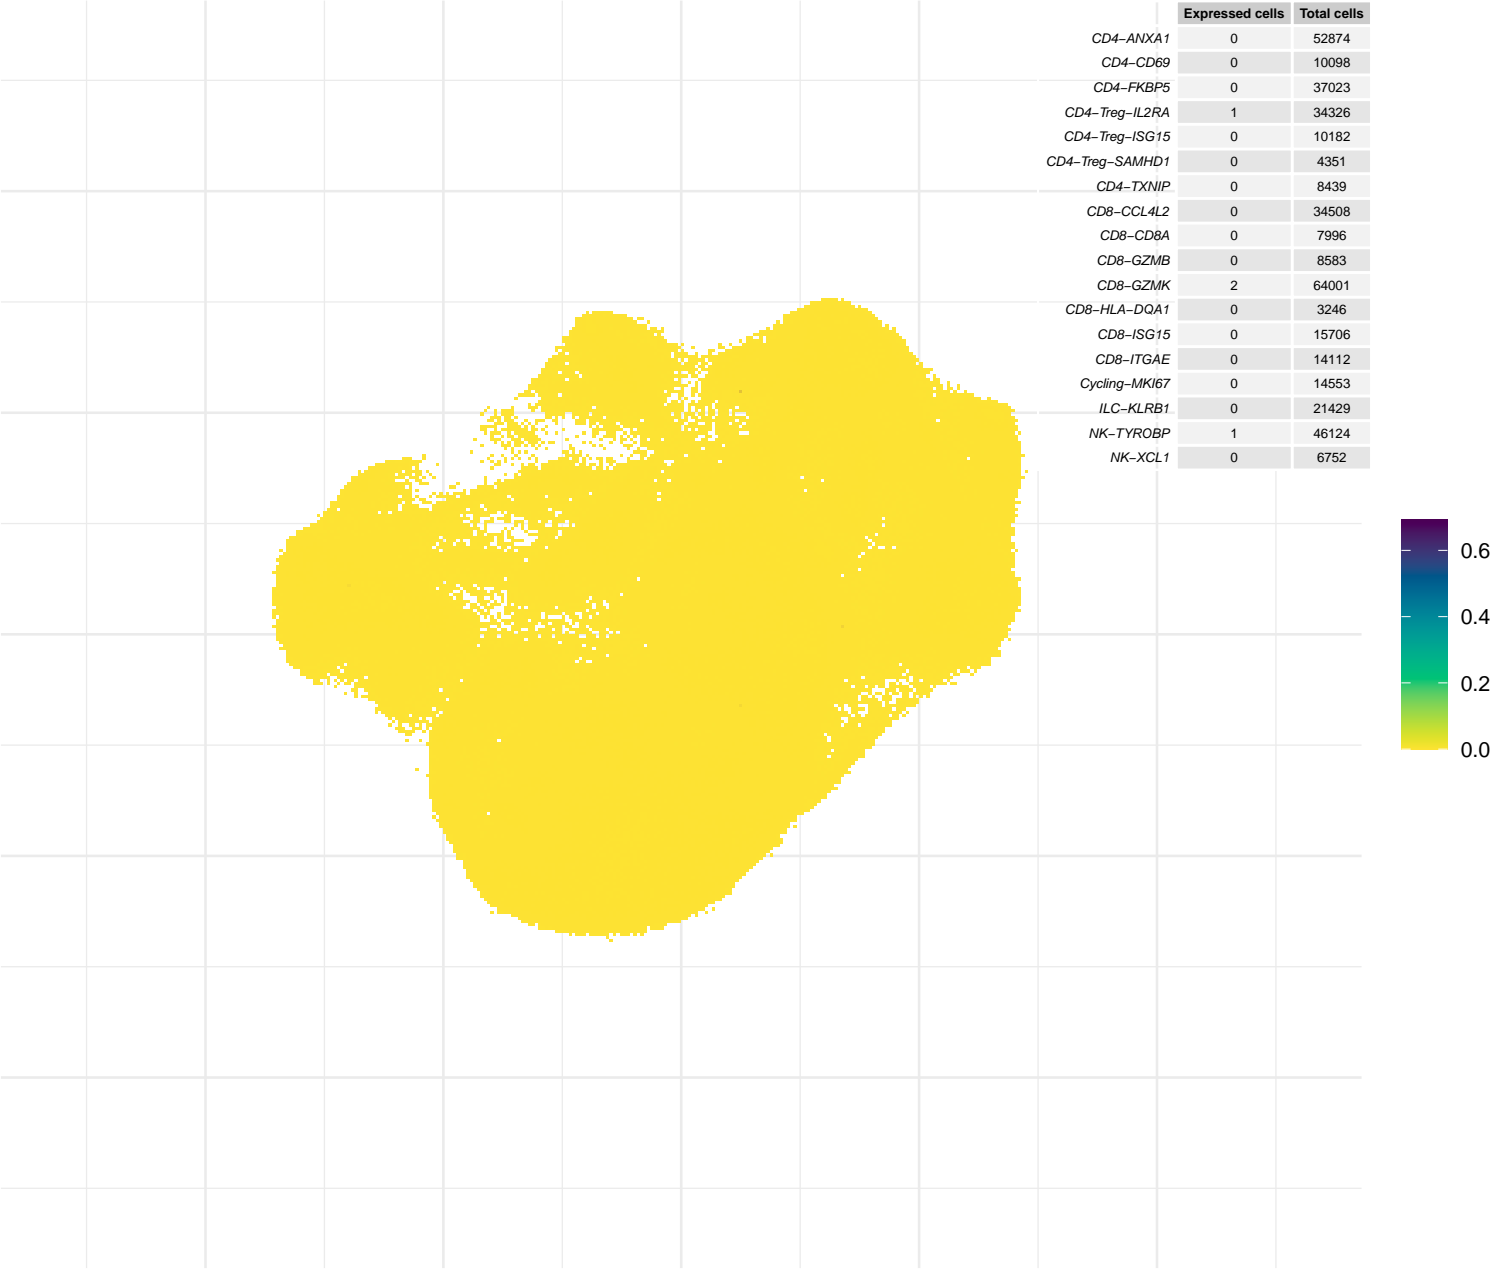 Expressed cells Total cells
CD4−ANXA1 0 52874
CD4−CD69 0 10098
CD4−FKBP5 0 37023
CD4−Treg−IL2RA 1 34326
CD4−Treg−ISG15 0 10182
CD4−Treg−SAMHD1 0 4351
CD4−TXNIP 0 8439
CD8−CCL4L2 0 34508
CD8−CD8A 0 7996
CD8−GZMB 0 8583
CD8−GZMK 2 64001
CD8−HLA−DQA1 0 3246
CD8−ISG15 0 15706
CD8−ITGAE 0 14112
Cycling−MKI67 0 14553
ILC−KLRB1 0 21429
NK−TYROBP 1 46124
NK−XCL1 0 6752
0.6
0.4
0.2
0.0